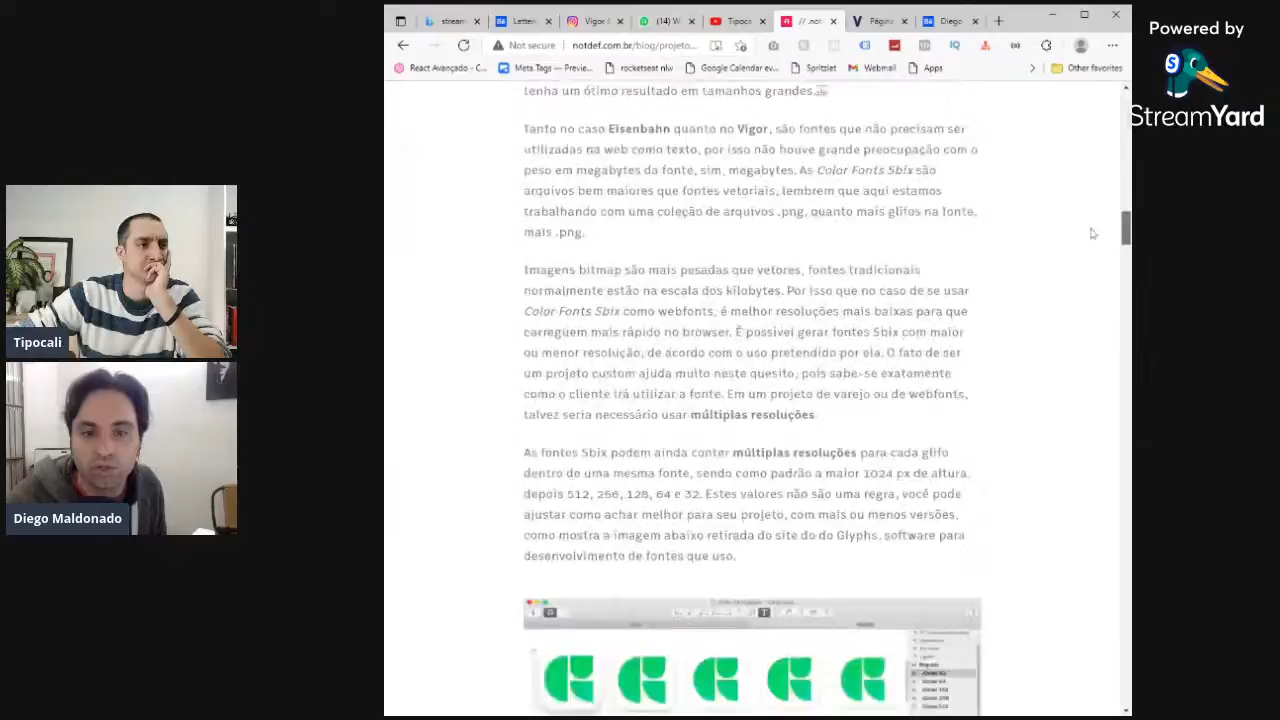 stream
Letter
Vigor
(14) W
Tipoca
// .not
Página
Diego
Not secure
notdef.com.br/blog/projeto...
React Avançado - C...
Meta Tags — Previe...
rocketseat nlw
Google Calendar ev...
Spritzlet
Webmail
Apps
Other favorites
tenha um ótimo resultado em tamanhos grandes.
Tanto no caso Eisenbahn quanto no Vigor, são fontes que não precisam ser
utilizadas na web como texto, por isso não houve grande preocupação com o
peso em megabytes da fonte, sim, megabytes. As Color Fonts Sbix são
arquivos bem maiores que fontes vetoriais, lembrem que aqui estamos
trabalhando com uma coleção de arquivos .png, quanto mais glifos na fonte,
mais .png.
Imagens bitmap são mais pesadas que vetores, fontes tradicionais
normalmente estão na escala dos kilobytes. Por isso que no caso de se usar
Color Fonts Sbix como webfonts, é melhor resoluções mais baixas para que
carreguem mais rápido no browser. É possível gerar fontes Sbix com maior
ou menor resolução, de acordo com o uso pretendido por ela. O fato de ser
um projeto custom ajuda muito neste quesito, pois sabe-se exatamente
como o cliente irá utilizar a fonte. Em um projeto de varejo ou de webfonts,
talvez seria necessário usar múltiplas resoluções.
As fontes Sbix podem ainda conter múltiplas resoluções para cada glifo
dentro de uma mesma fonte, sendo como padrão a maior 1024 px de altura,
depois 512, 256, 128, 64 e 32. Estes valores não são uma regra, você pode
ajustar como achar melhor para seu projeto, com mais ou menos versões,
como mostra a imagem abaixo retirada do site do do Glyphs, software para
desenvolvimento de fontes que uso.
Tipocali
Diego Maldonado
Powered by
StreamYard